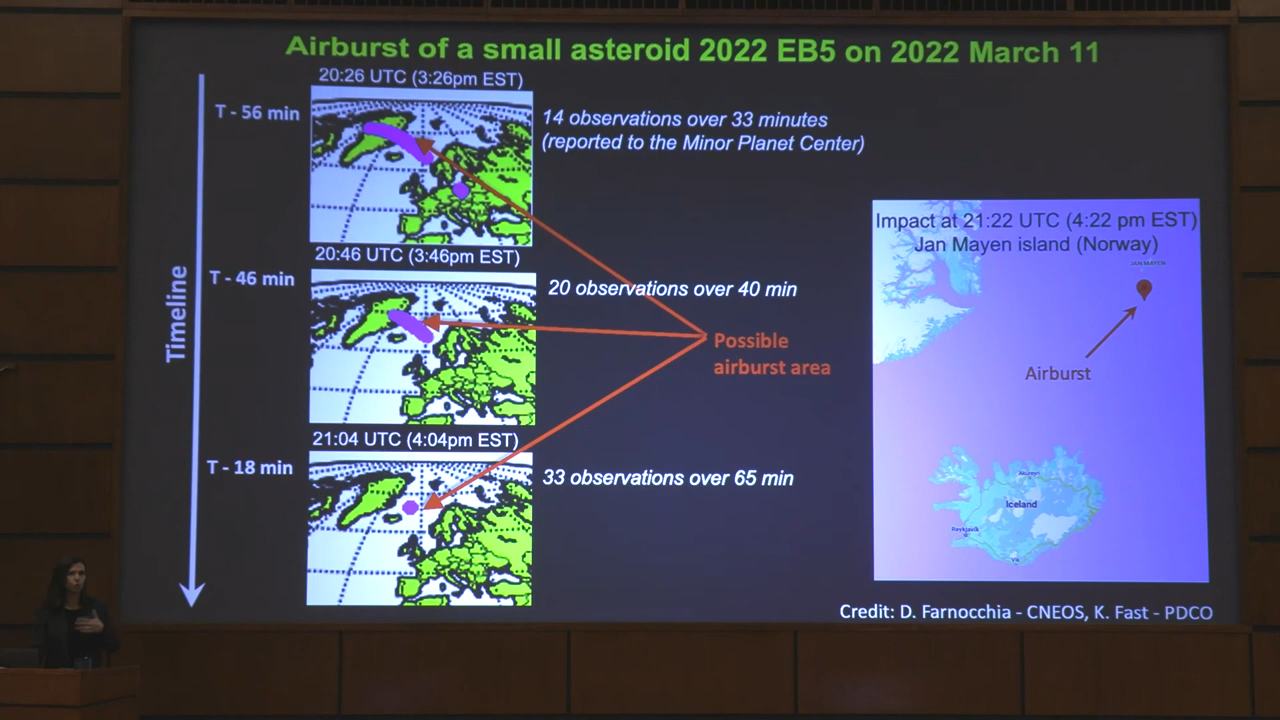 Airburst of a small asteroid 2022 EB5 on 2022 March 11
20:26 UTC (3:26pm EST)
T - 56 min
14 observations over 33 minutes
(reported to the Minor Planet Center)
20:46 UTC (3:46pm EST)
T - 46 min
20 observations over 40 min
Timeline
Possible
airburst area
21:04 UTC (4:04pm EST)
T - 18 min
33 observations over 65 min
Impact at 21:22 UTC (4:22 pm EST)
Jan Mayen island (Norway)
JAN MAYEN
Airburst
Akureyri
Iceland
Reykjavík
Vik
Credit: D. Farnocchia - CNEOS, K. Fast - PDCO